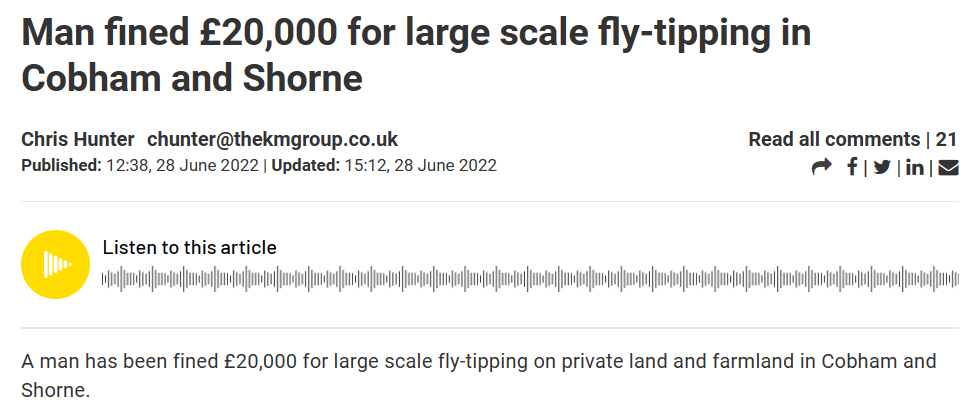 Man fined £20,000 for large scale fly-tipping in
Cobham and Shorne
Chris Hunter chunter@thekmgroup.co.uk
Read all comments | 21
Published: 12:38, 28 June 2022 | Updated: 15:12, 28 June 2022
Listen to this article
A man has been fined £20,000 for large scale fly-tipping on private land and farmland in Cobham and
Shorne.